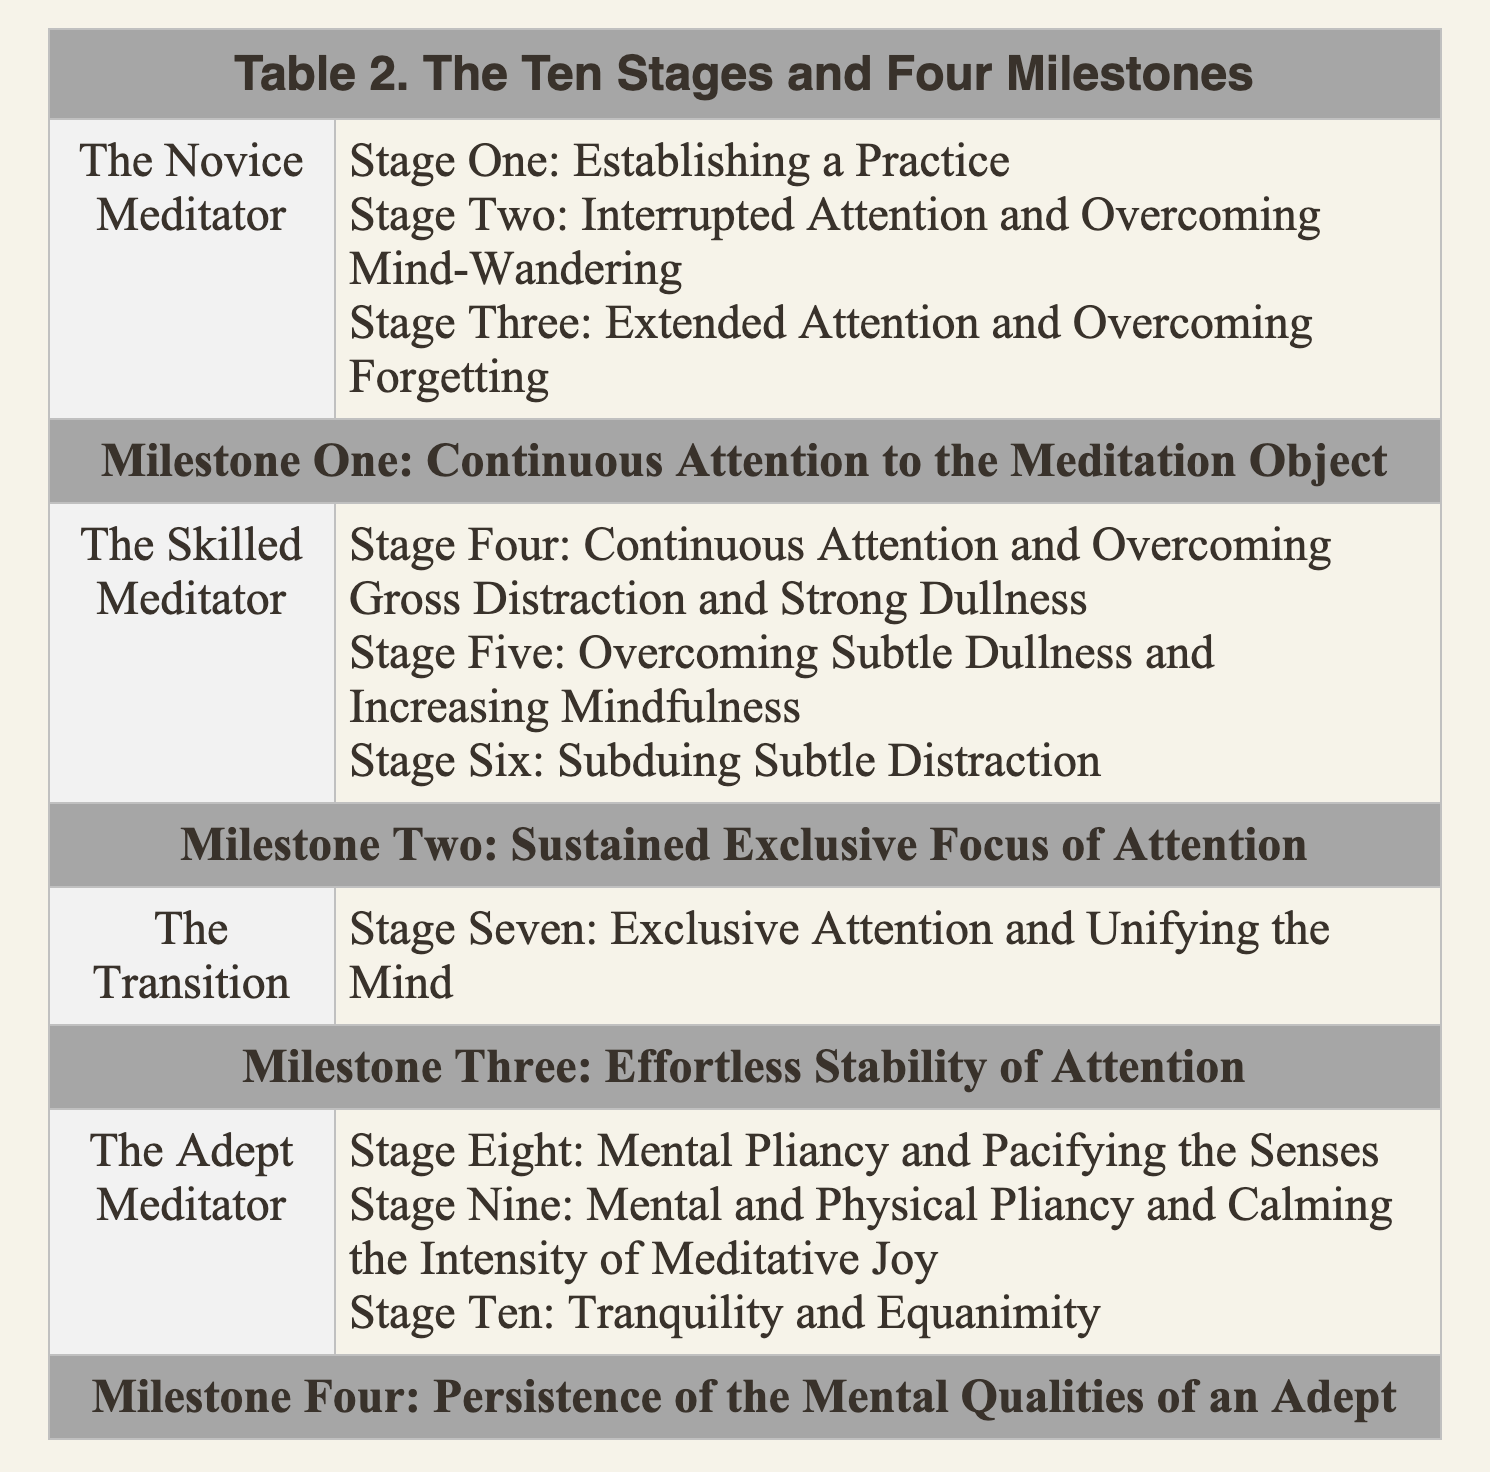 Table 2. The Ten Stages and Four Milestones
The Novice
Meditator
Stage One: Establishing a Practice
Stage Two: Interrupted Attention and Overcoming
Mind-Wandering
Stage Three: Extended Attention and Overcoming
Forgetting
Milestone One: Continuous Attention to the Meditation Object
The Skilled
Meditator
Stage Four: Continuous Attention and Overcoming
Gross Distraction and Strong Dullness
Stage Five: Overcoming Subtle Dullness and
Increasing Mindfulness
Stage Six: Subduing Subtle Distraction
Milestone Two: Sustained Exclusive Focus of Attention
The
Transition
Stage Seven: Exclusive Attention and Unifying the
Mind
Milestone Three: Effortless Stability of Attention
The Adept
Meditator
Stage Eight: Mental Pliancy and Pacifying the Senses
Stage Nine: Mental and Physical Pliancy and Calming
the Intensity of Meditative Joy
Stage Ten: Tranquility and Equanimity
Milestone Four: Persistence of the Mental Qualities of an Adept